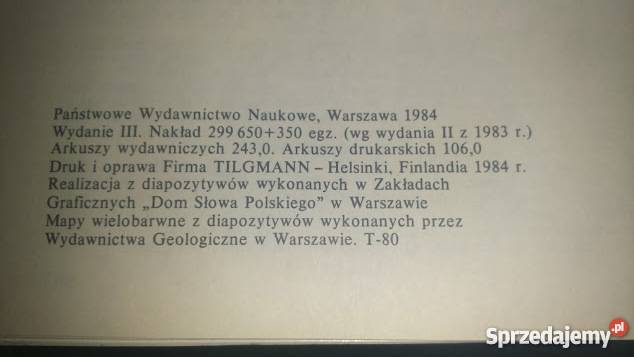 Państwowe Wydawnictwo Naukowe, Warszawa 1984
Wydanie III. Nakład 299 650+350 egz. (wg wydania II z 1983 r.)
Arkuszy wydawniczych 243,0. Arkuszy drukarskich 106,0
Druk i oprawa Firma TILGMANN – Helsinki, Finlandia 1984 r.
Realizacja z diapozytywów wykonanych w Zakładach
Graficznych „Dom Słowa Polskiego” w Warszawie
Mapy wielobarwne z diapozytywów wykonanych przez
Wydawnictwa Geologiczne w Warszawie. T-80
Sprzedajemy.pl